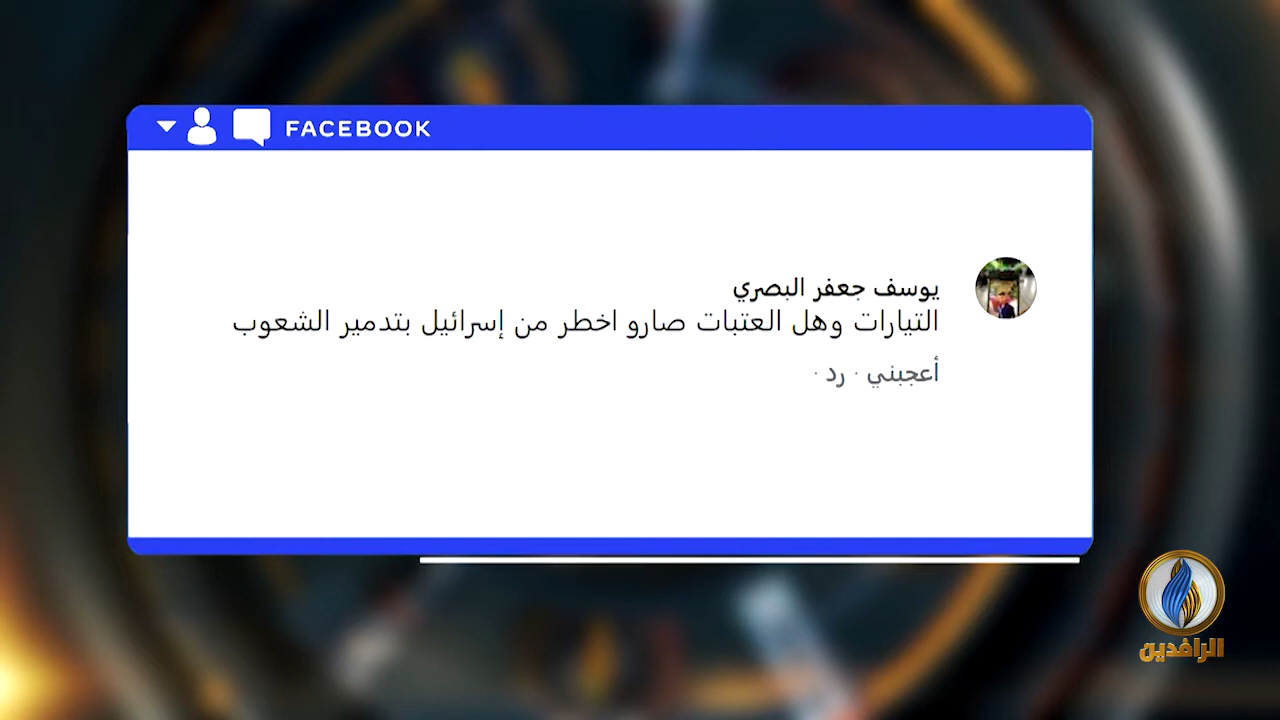 FACEBOOK
يوسف جعفر البصري
التيارات وهل العتبات صارو اخطر من إسرائيل بتدمير الشعوب
أعجبني · رد ·
الرافدين